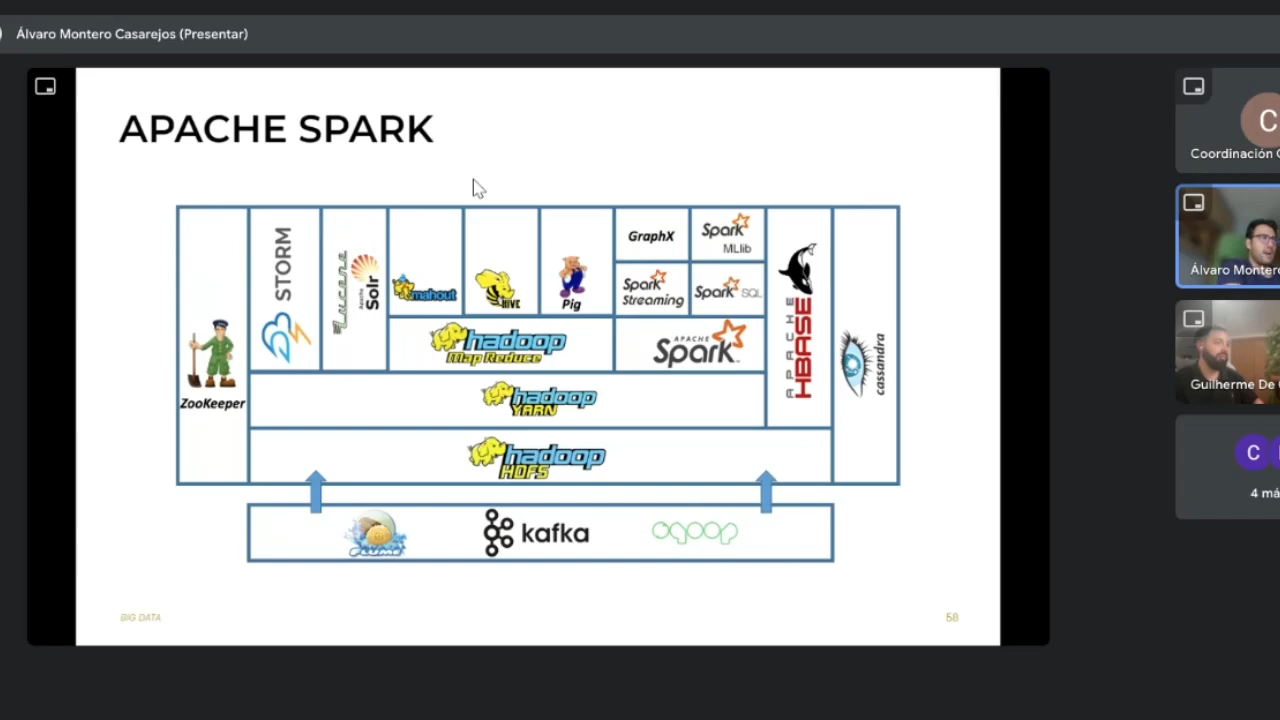 Álvaro Montero Casarejos (Presentar)
APACHE SPARK
ZooKeeper
STORM
Lucene
Apache
Solr
mahout
HIVE
Pig
GraphX
Spark
MLlib
Spark
Streaming
Spark SQL
hadoop
Map Reduce
APACHE
Spark
APACHE
HBASE
cassandra
hadoop
YARN
hadoop
HDFS
FLUME
kafka
sqoop
BIG DATA
58
C
Coordinación
Álvaro Montero
Guilherme De
C
4 má